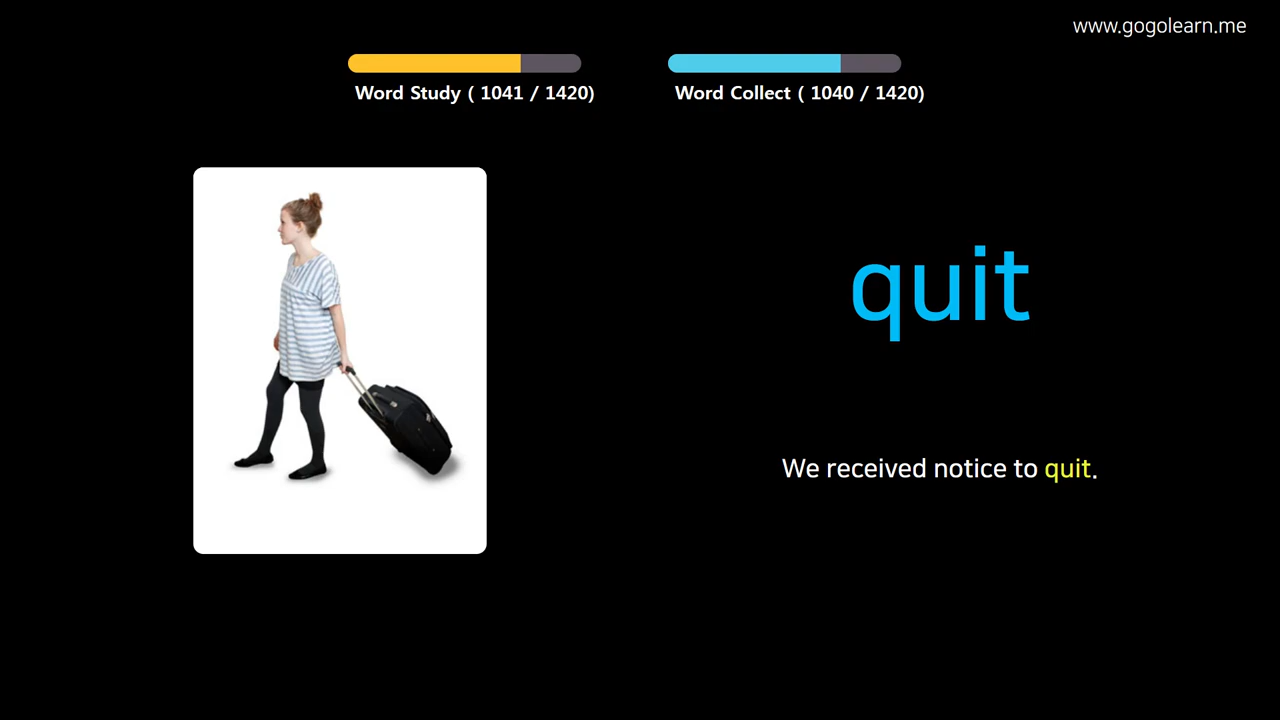 www.gogolearn.me
Word Study ( 1041 / 1420)
Word Collect ( 1040 / 1420)
quit
We received notice to quit.